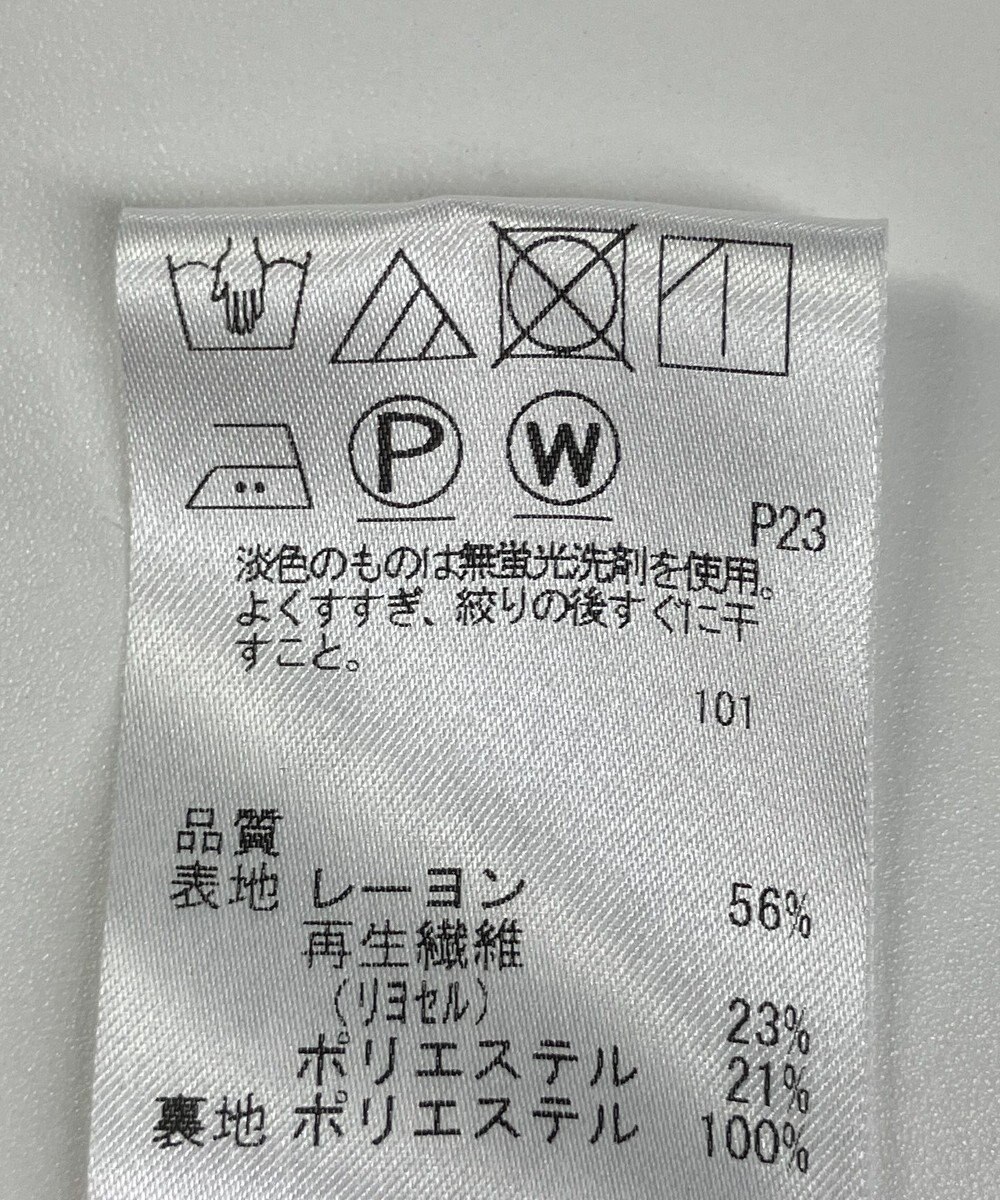 P W
P23
淡色のものは無蛍光洗剤を使用。
よくすすぎ、絞りの後すぐに干
すこと。
101
品質
表地 レーヨン 56%
再生繊維
（リヨセル） 23%
ポリエステル 21%
裏地 ポリエステル 100%